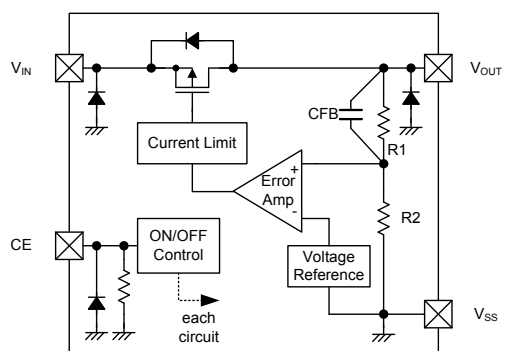 VIN
VOUT
CFB
R1
Current Limit
+
Error
Amp
-
R2
CE
ON/OFF
Control
Voltage
Reference
each
circuit
VSS